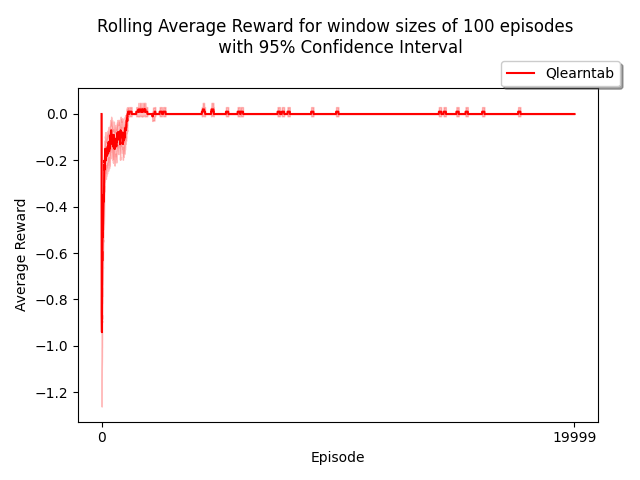 Rolling Average Reward for window sizes of 100 episodes
with 95% Confidence Interval
Qlearntab
0.0
−0.2
−0.4
−0.6
−0.8
−1.0
−1.2
Average Reward
0
19999
Episode